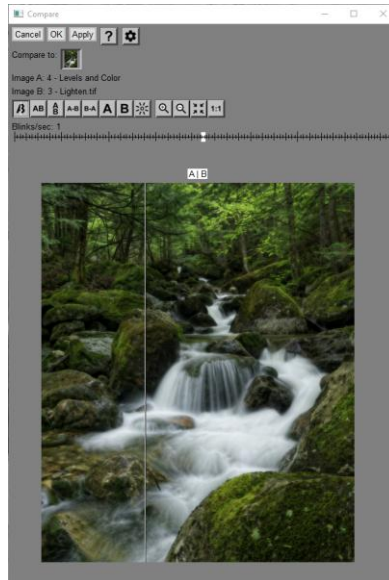 Compare
Cancel OK Apply ?
Compare to:
Image A: 4 - Levels and Color
Image B: 3 - Lighten.tif
AB A B A-B B-A A B 1:1
Blinks/sec: 1
A | B